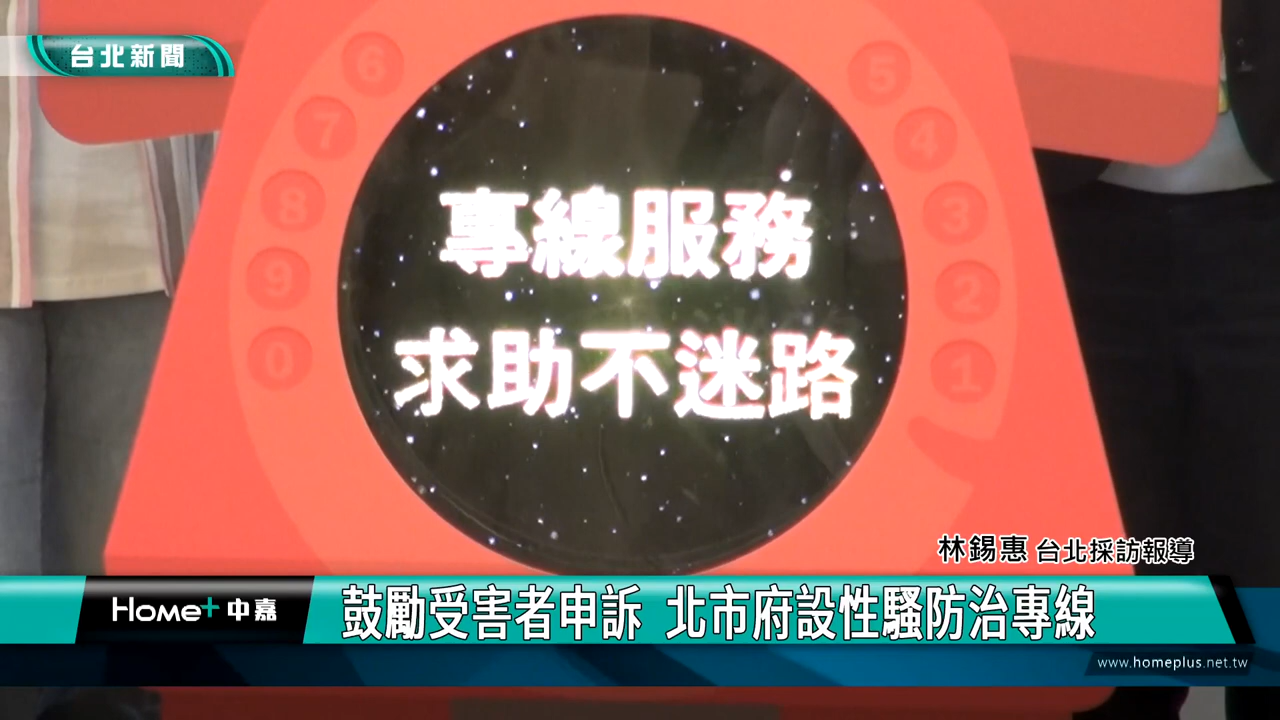 台北新聞
6
7
8
9
0
5
4
3
2
1
專線服務
求助不迷路
林錫惠 台北採訪報導
Home+中嘉
鼓勵受害者申訴 北市府設性騷防治專線
www.homeplus.net.tw